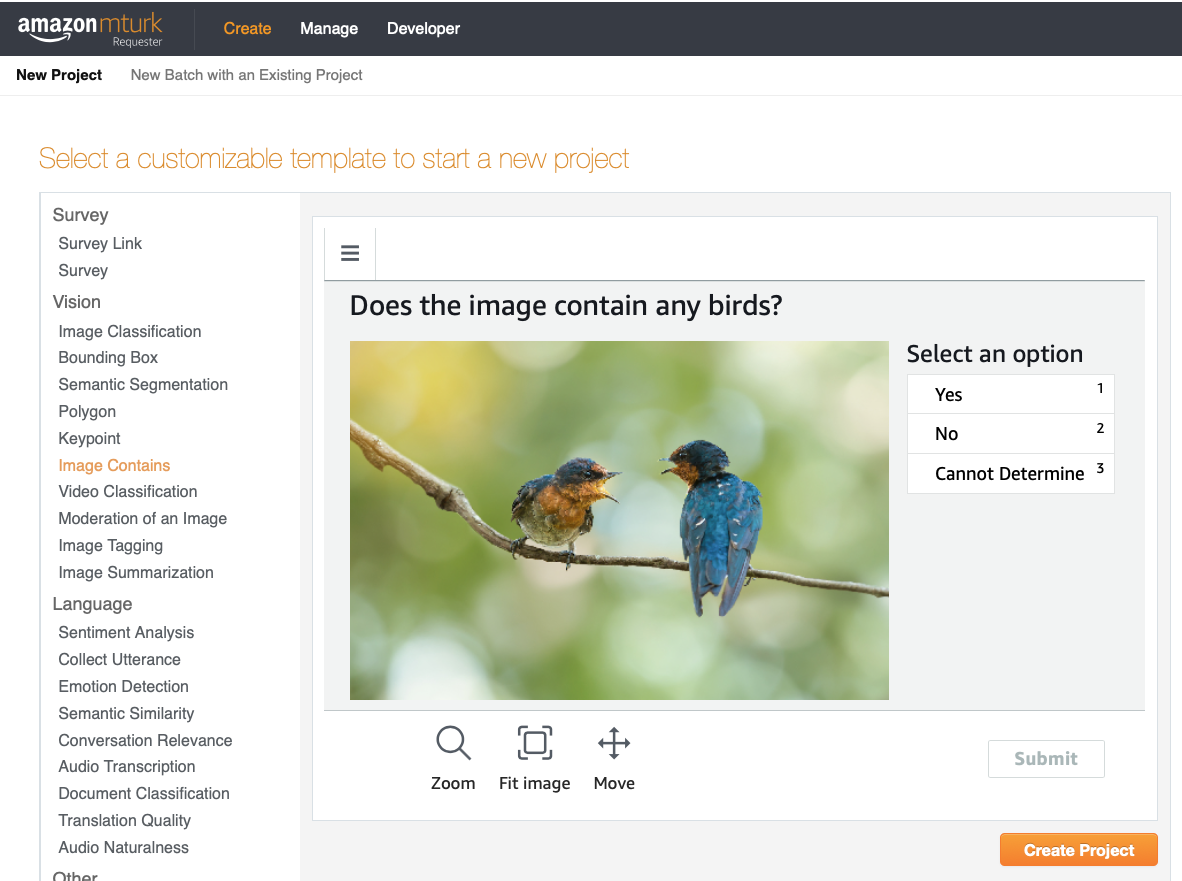 amazonmturk
Requester
Create
Manage
Developer
New Project
New Batch with an Existing Project
Select a customizable template to start a new project
Survey
Survey Link
Survey
Vision
Image Classification
Bounding Box
Semantic Segmentation
Polygon
Keypoint
Image Contains
Video Classification
Moderation of an Image
Image Tagging
Image Summarization
Language
Sentiment Analysis
Collect Utterance
Emotion Detection
Semantic Similarity
Conversation Relevance
Audio Transcription
Document Classification
Translation Quality
Audio Naturalness
Other
Does the image contain any birds?
Select an option
Yes 1
No 2
Cannot Determine 3
Zoom
Fit image
Move
Submit
Create Project